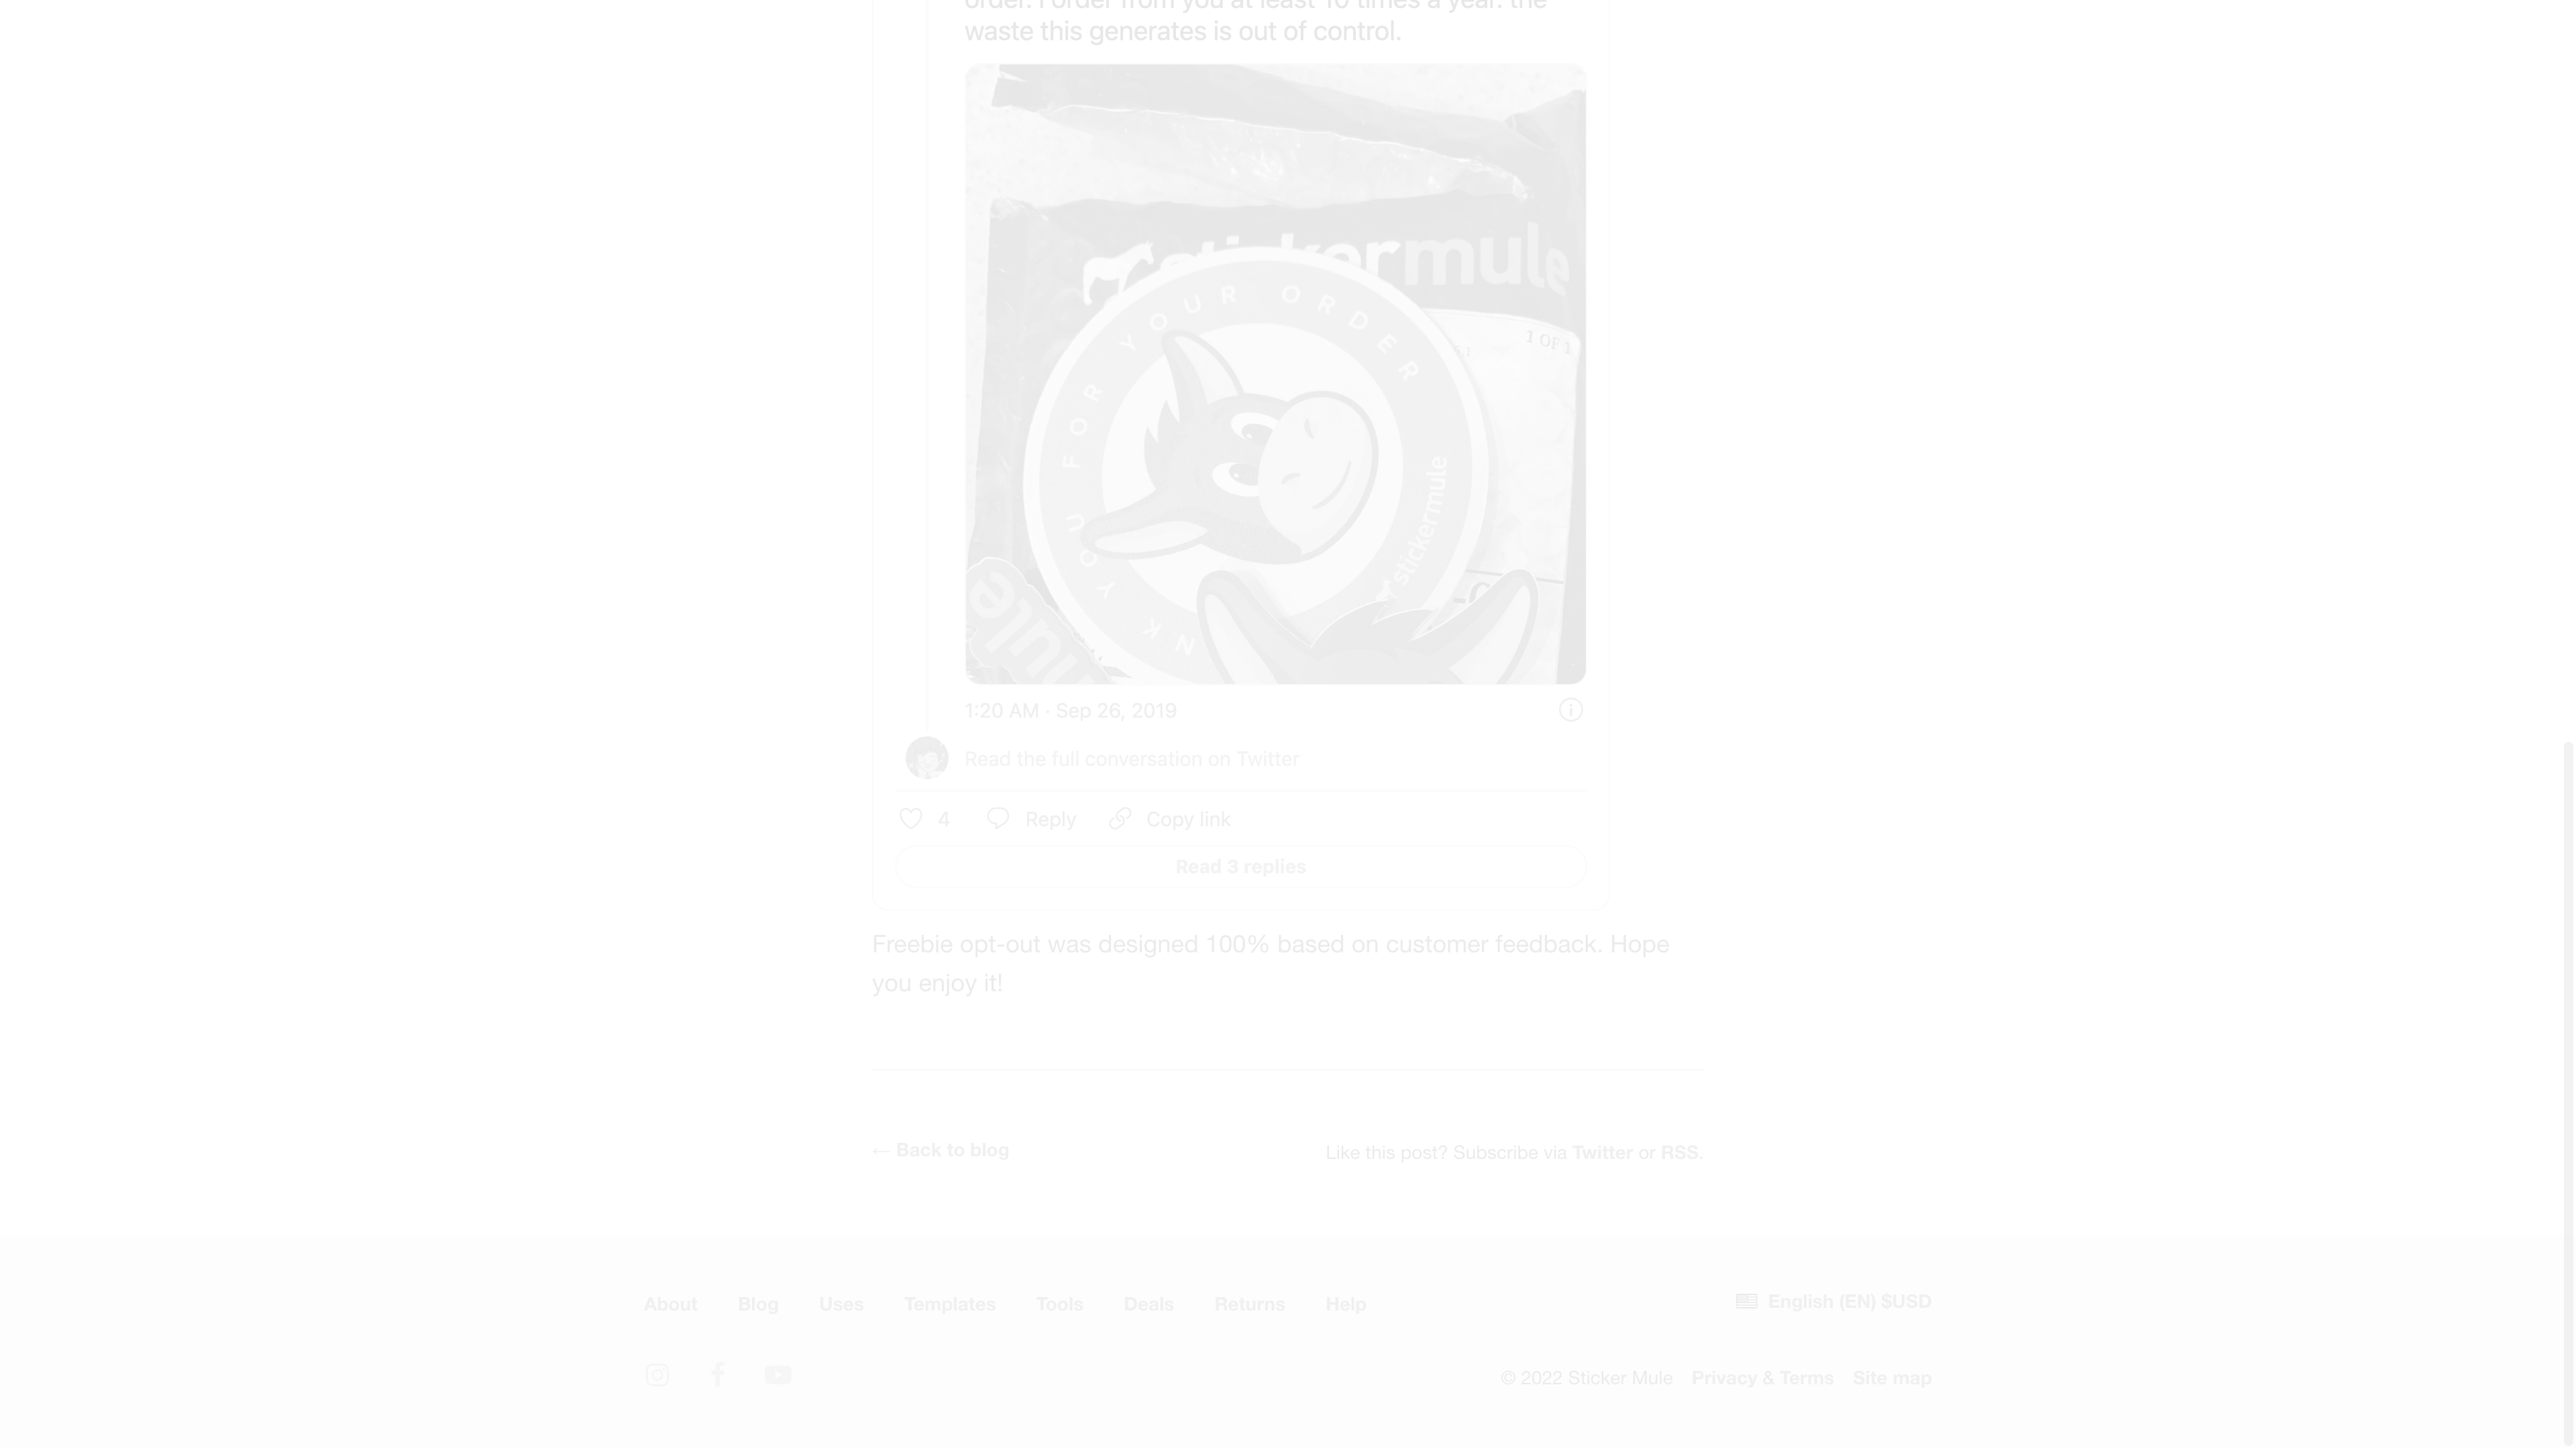 order. I order from you at least 10 times a year. the
waste this generates is out of control.
stickermule
YOU FOR YOUR ORDER
stickermule
1 OF 1
1:20 AM · Sep 26, 2019
Read the full conversation on Twitter
4 Reply Copy link
Read 3 replies
Freebie opt-out was designed 100% based on customer feedback. Hope
you enjoy it!
← Back to blog
Like this post? Subscribe via Twitter or RSS.
About Blog Uses Templates Tools Deals Returns Help
English (EN) $USD
© 2022 Sticker Mule Privacy & Terms Site map